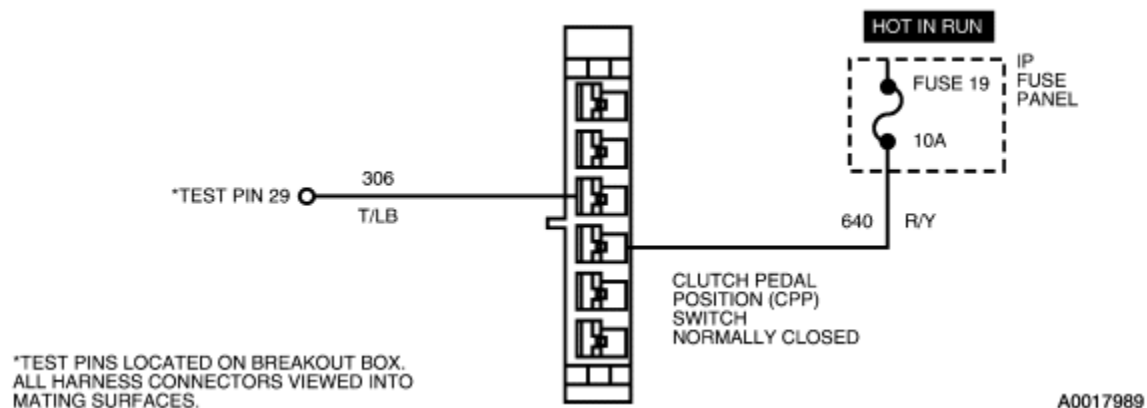 HOT IN RUN
FUSE 19
10A
IP
FUSE
PANEL
*TEST PIN 29
306
T/LB
640 R/Y
CLUTCH PEDAL
POSITION (CPP)
SWITCH
NORMALLY CLOSED
*TEST PINS LOCATED ON BREAKOUT BOX.
ALL HARNESS CONNECTORS VIEWED INTO
MATING SURFACES.
A0017989